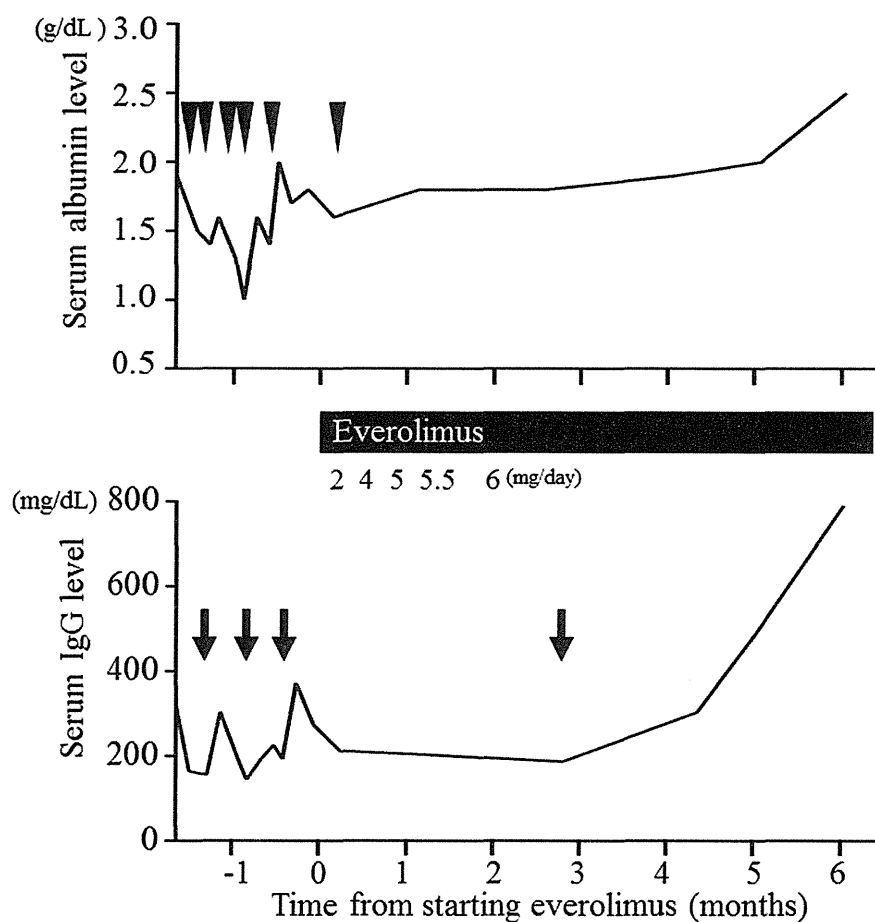 (g/dL)
Serum albumin level
3.0
2.5
2.0
1.5
1.0
0.5
Everolimus
2 4 5 5.5 6 (mg/day)
(mg/dL)
Serum IgG level
800
600
400
200
0
-1 0 1 2 3 4 5 6
Time from starting everolimus (months)